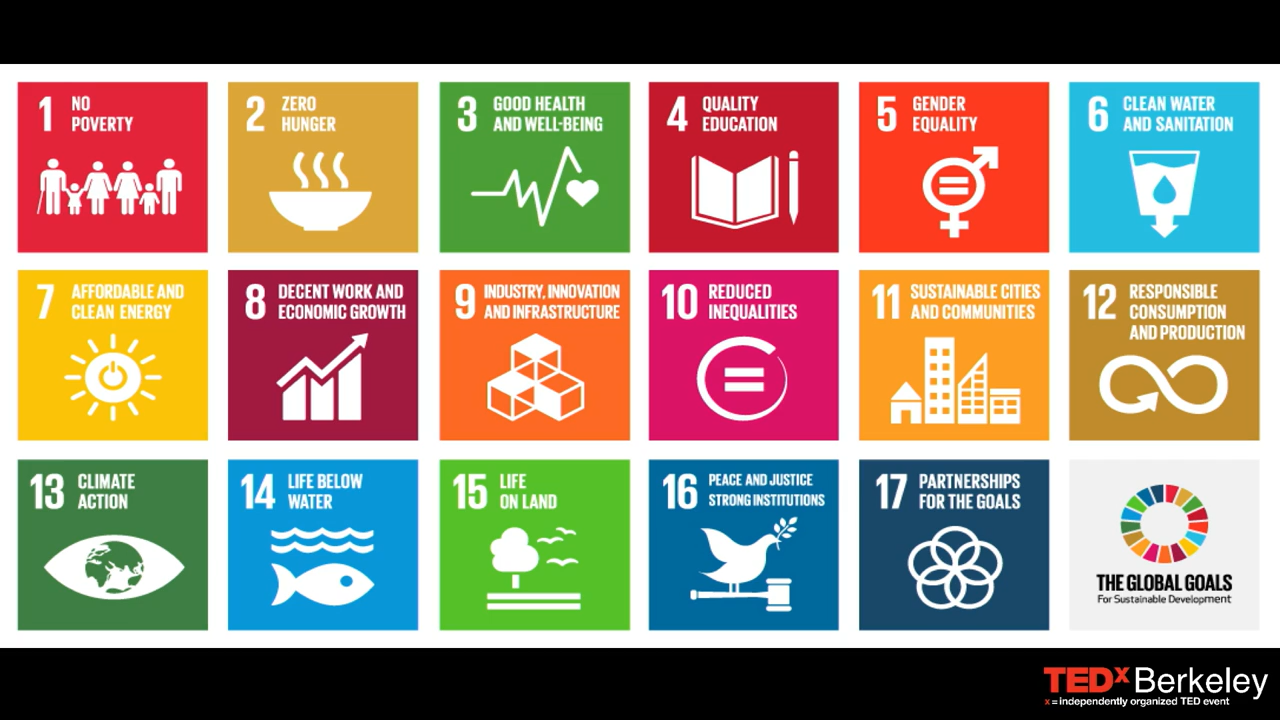 1 NO
POVERTY
2 ZERO
HUNGER
3 GOOD HEALTH
AND WELL-BEING
4 QUALITY
EDUCATION
5 GENDER
EQUALITY
6 CLEAN WATER
AND SANITATION
7 AFFORDABLE AND
CLEAN ENERGY
8 DECENT WORK AND
ECONOMIC GROWTH
9 INDUSTRY, INNOVATION
AND INFRASTRUCTURE
10 REDUCED
INEQUALITIES
11 SUSTAINABLE CITIES
AND COMMUNITIES
12 RESPONSIBLE
CONSUMPTION
AND PRODUCTION
13 CLIMATE
ACTION
14 LIFE BELOW
WATER
15 LIFE
ON LAND
16 PEACE AND JUSTICE
STRONG INSTITUTIONS
17 PARTNERSHIPS
FOR THE GOALS
THE GLOBAL GOALS
For Sustainable Development
TEDx Berkeley
x = independently organized TED event